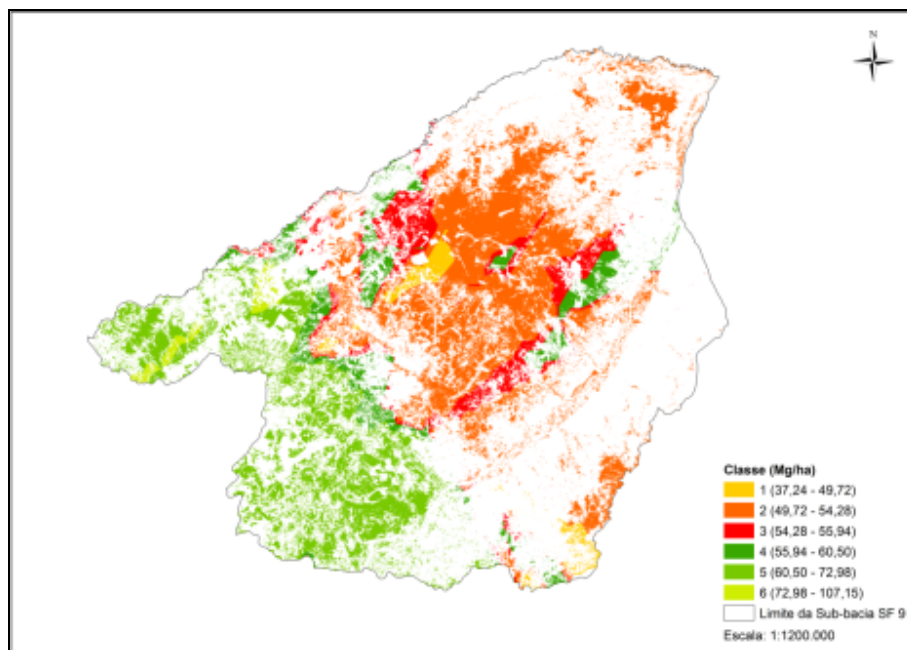 N
Classe (Mg/ha)
1 (37,24 - 49,72)
2 (49,72 - 54,28)
3 (54,28 - 55,94)
4 (55,94 - 60,50)
5 (60,50 - 72,98)
6 (72,98 - 107,15)
Limite da Sub-bacia SF 9
Escala: 1:1200.000